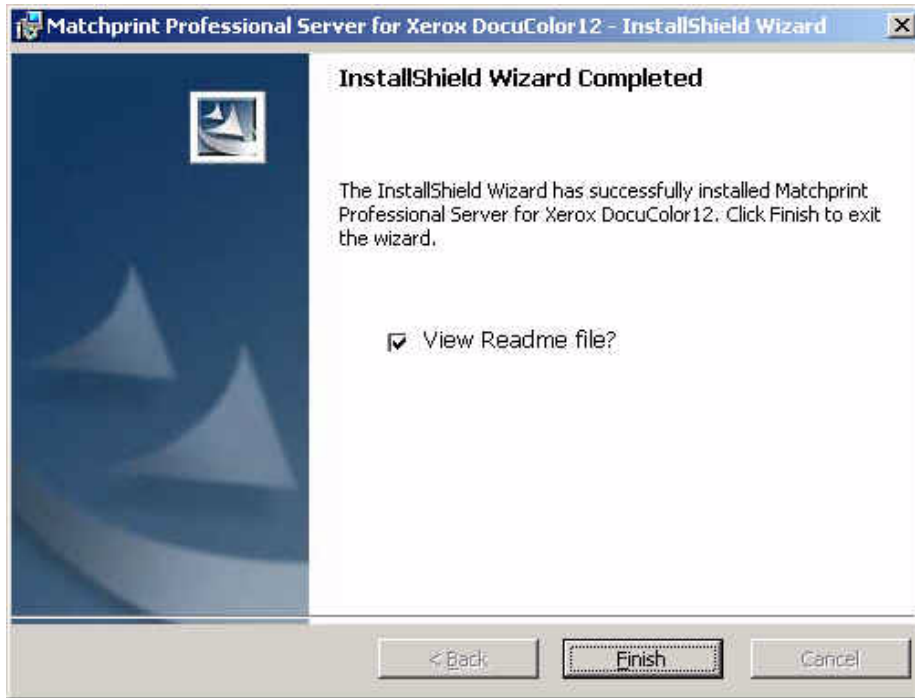 Matchprint Professional Server for Xerox DocuColor12 - InstallShield Wizard
InstallShield Wizard Completed
The InstallShield Wizard has successfully installed Matchprint
Professional Server for Xerox DocuColor12. Click Finish to exit
the wizard.
View Readme file?
< Back
Finish
Cancel